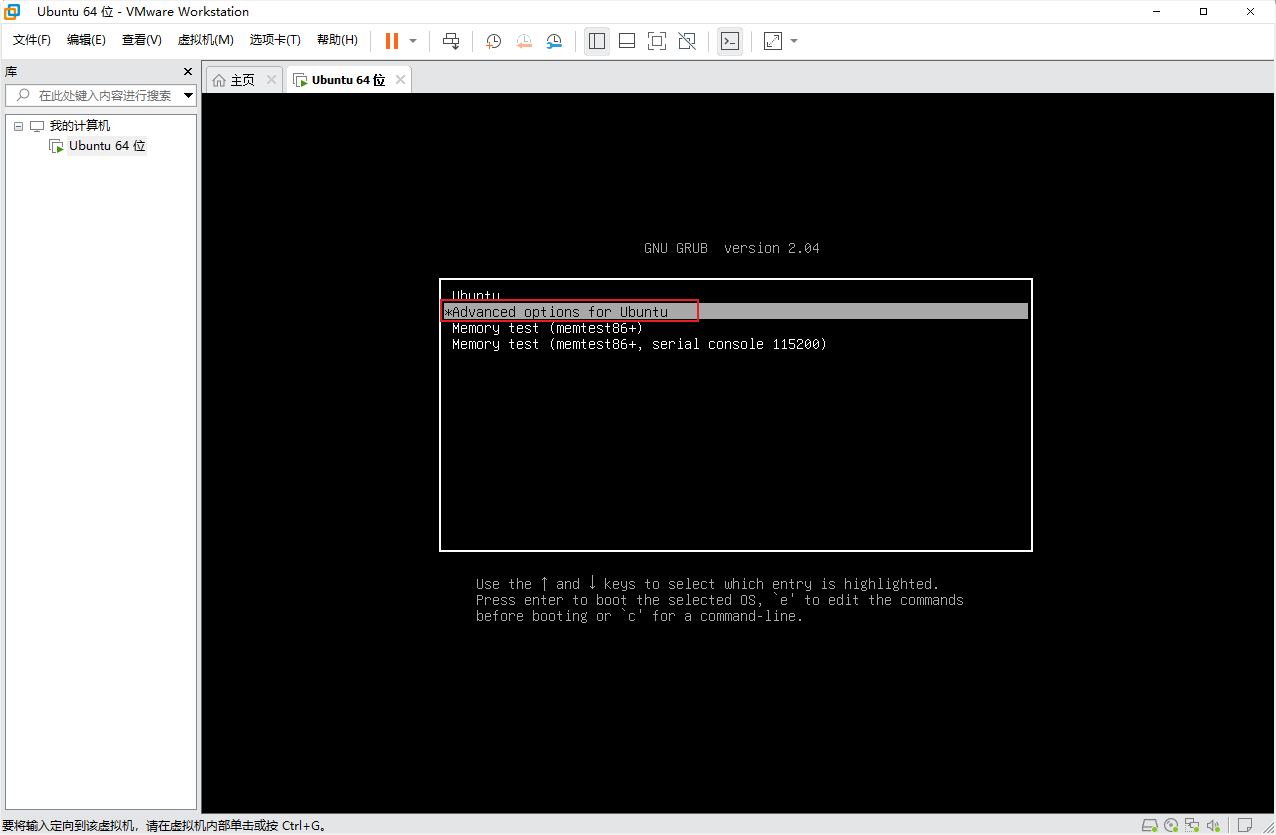 Ubuntu 64 位 - VMware Workstation
文件(F) 编辑(E) 查看(V) 虚拟机(M) 选项卡(T) 帮助(H)
库
主页
Ubuntu 64 位
在此处键入内容进行搜索
我的计算机
Ubuntu 64 位
GNU GRUB version 2.04
Ubuntu
*Advanced options for Ubuntu
Memory test (memtest86+)
Memory test (memtest86+, serial console 115200)
Use the ↑ and ↓ keys to select which entry is highlighted.
Press enter to boot the selected OS, `e' to edit the commands
before booting or `c' for a command-line.
要将输入定向到该虚拟机，请在虚拟机内部单击或按 Ctrl+G。